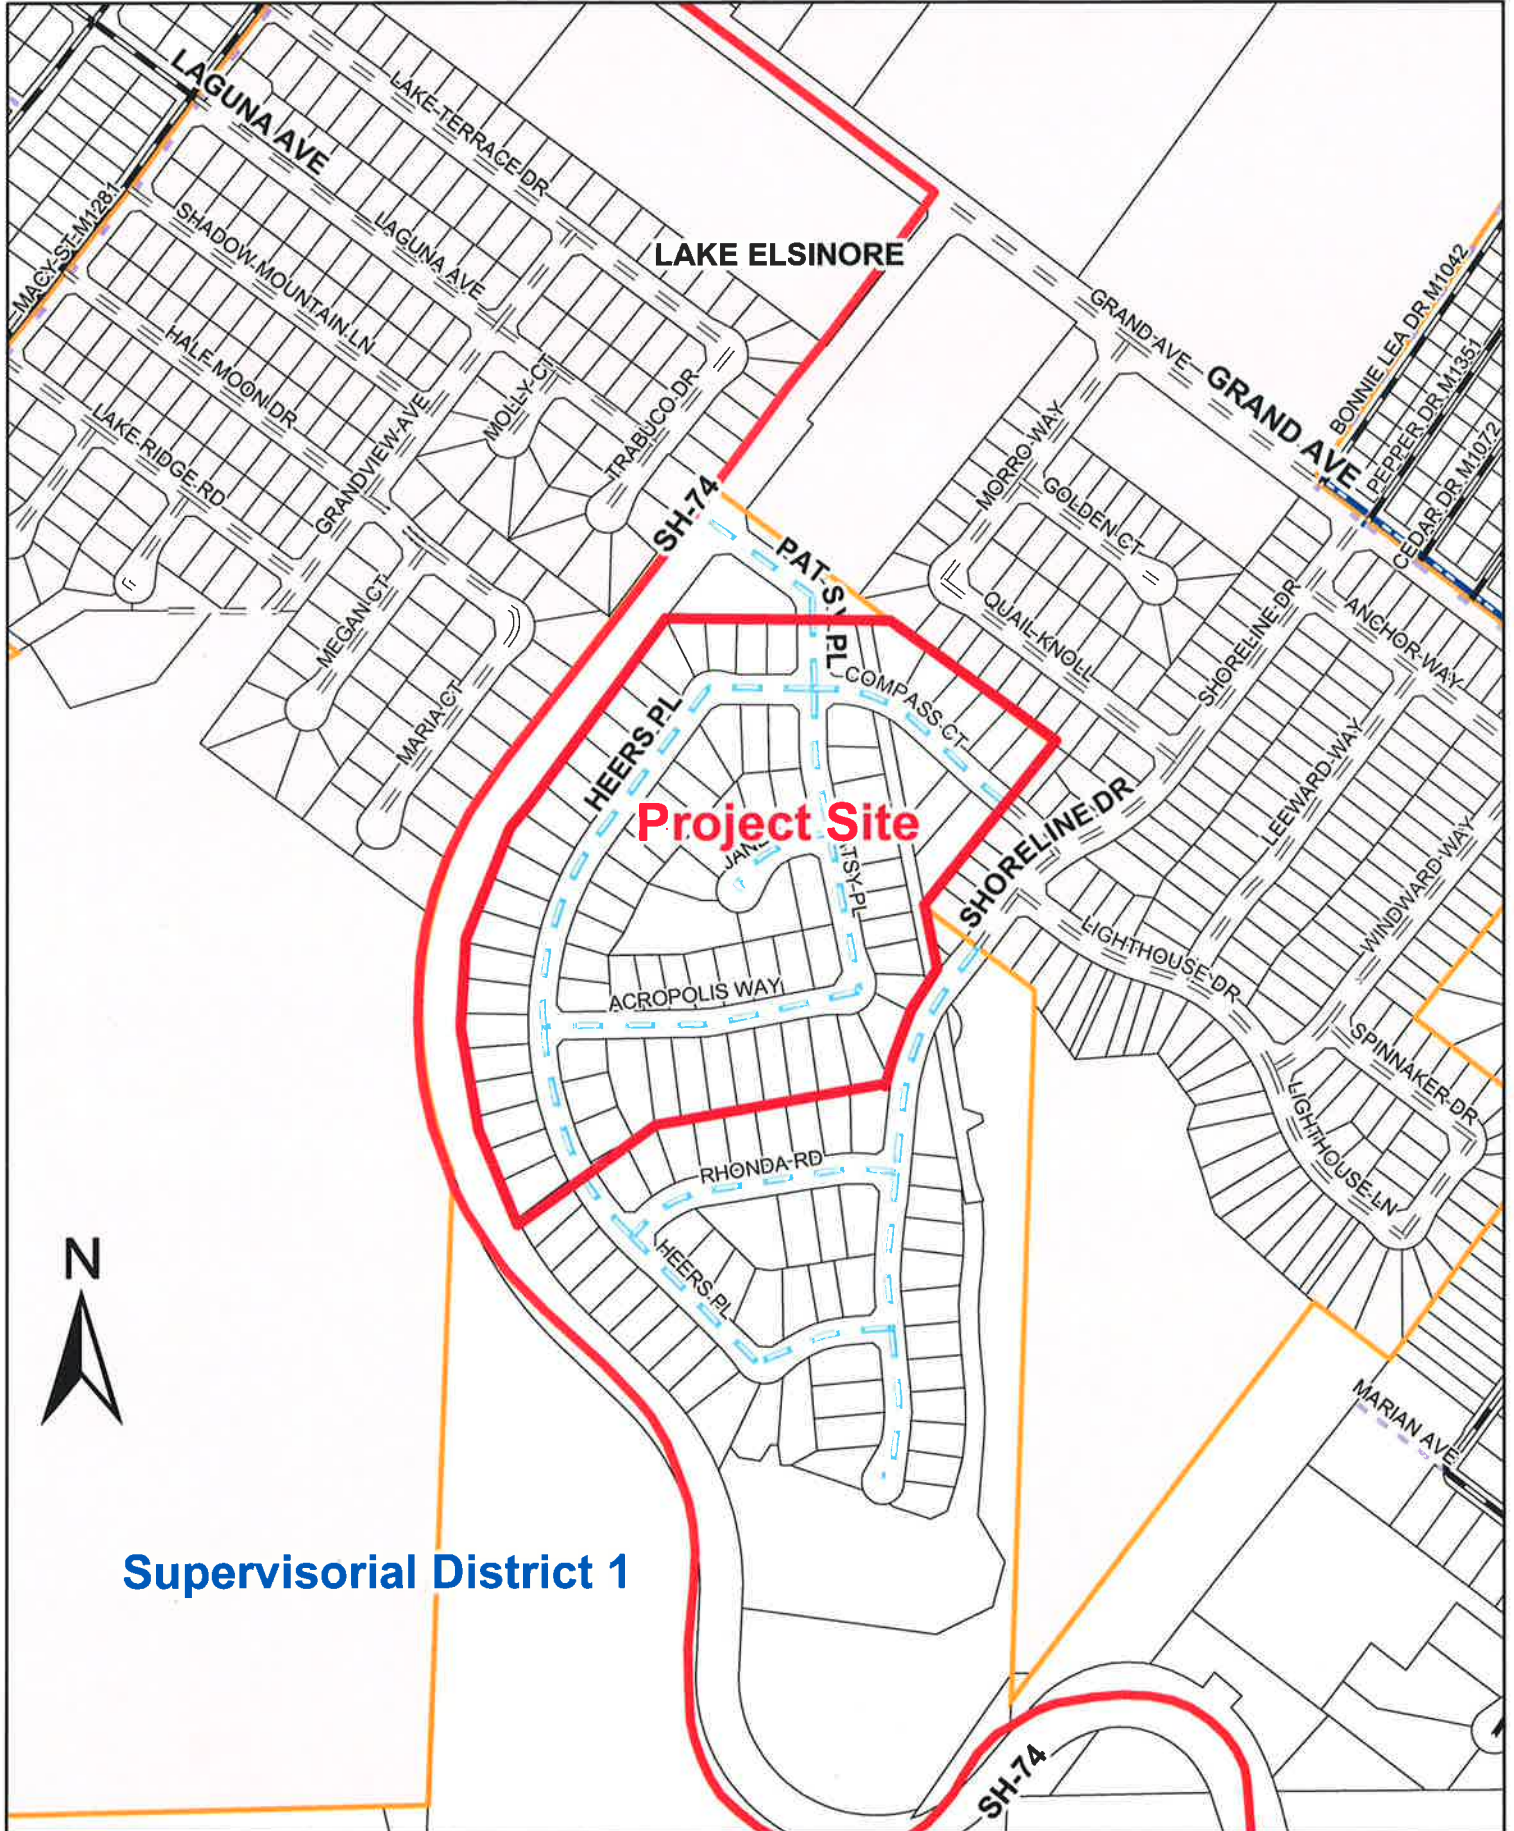 LAGUNA AVE
LAKE-TERRACE-DR
MACY-ST-M1281
SHADOW-MOUNTAIN-LN
LAGUNA AVE
LAKE ELSINORE
HALF-MOON-DR
LAKE-RIDGE-RD
GRANDVIEW-AVE
MOLLY-CT
TRABUCO-DR
GRAND-AVE
GRAND AVE
BONNIE LEA DR M1042
PEPPER DR M1351
CEDAR DR M1072
SH-74
MORRO-WAY
GOLDEN CT
PL
QUAIL-KNOLL
SHORELINE-DR
ANCHOR-WAY
MEGAN-CT
MARIA-CT
COMPASS-CT
HEERS PL
Project Site
LEEWARD-WAY
WINDWARD-WAY
SHORELINE DR
LIGHTHOUSE-DR
ACROPOLIS WAY
SPINNAKER-DR
LIGHTHOUSE-LN
RHONDA-RD
HEERS PL
N
MARIAN AVE
Supervisorial District 1
SH-74